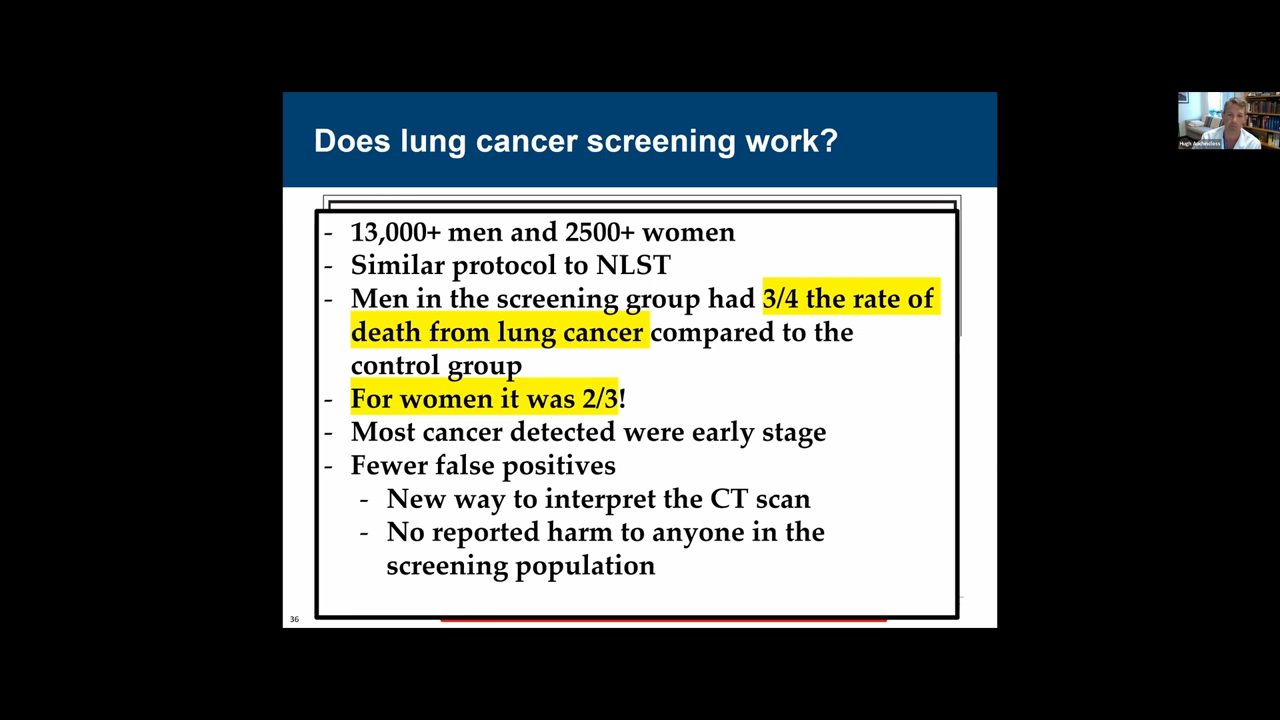 Does lung cancer screening work?
- 13,000+ men and 2500+ women
- Similar protocol to NLST
- Men in the screening group had 3/4 the rate of
death from lung cancer compared to the
control group
- For women it was 2/3!
- Most cancer detected were early stage
- Fewer false positives
- New way to interpret the CT scan
- No reported harm to anyone in the
screening population
36
Hugh Auchincloss